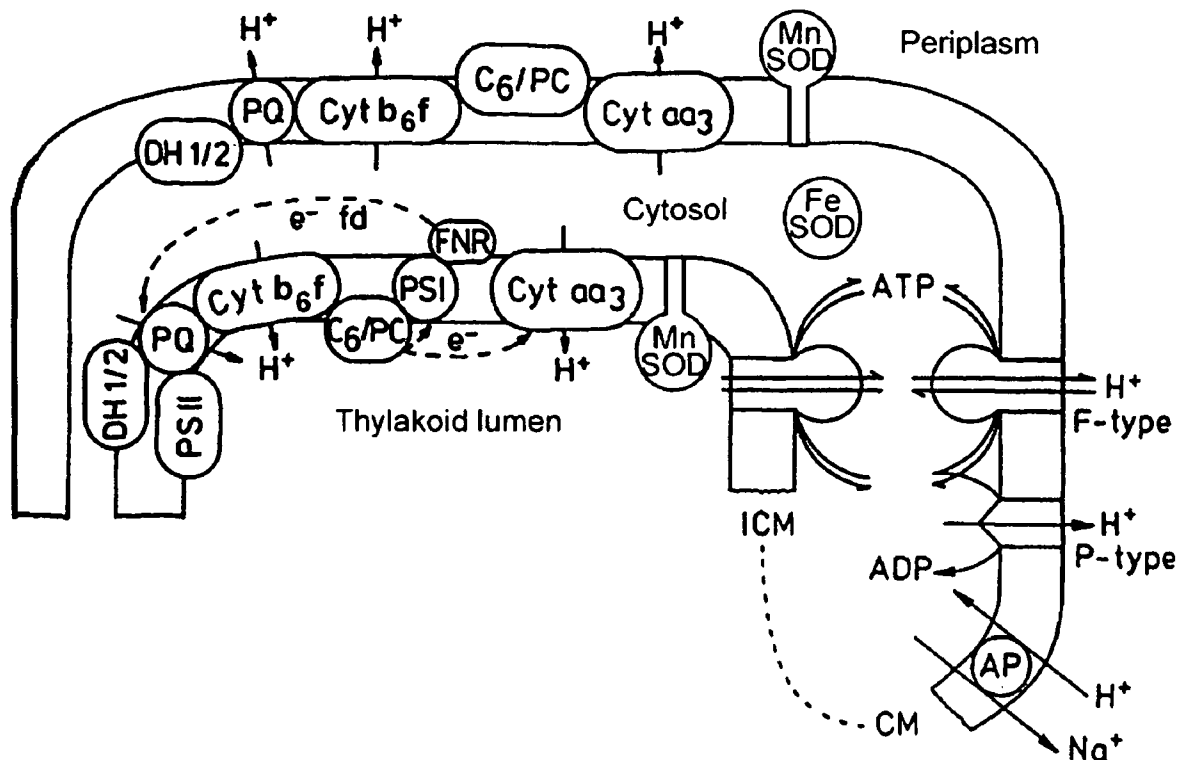 H⁺
H⁺
H⁺
Mn
SOD
Periplasm
C₆/PC
PQ
Cyt b₆f
Cyt aa₃
DH 1/2
e⁻ fd
Cytosol
Fe
SOD
FNR
ATP
Cyt b₆f
PSI
Cyt aa₃
PQ
C₆/PC
e⁻
Mn
SOD
H⁺
H⁺
DH 1/2
PSII
Thylakoid lumen
H⁺
F-type
ICM
H⁺
P-type
ADP
AP
H⁺
CM
Na⁺